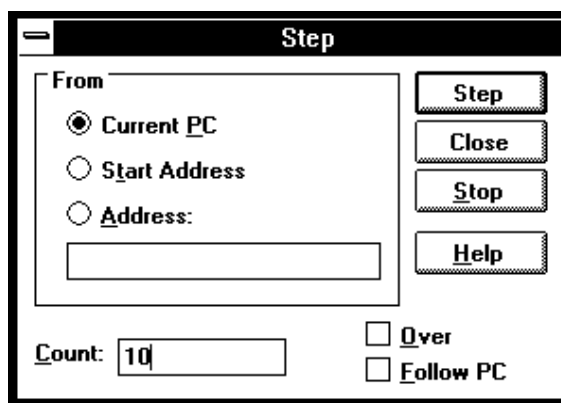 Step
From
Current PC
Start Address
Address:
Step
Close
Stop
Help
Count: 10
Over
Follow PC